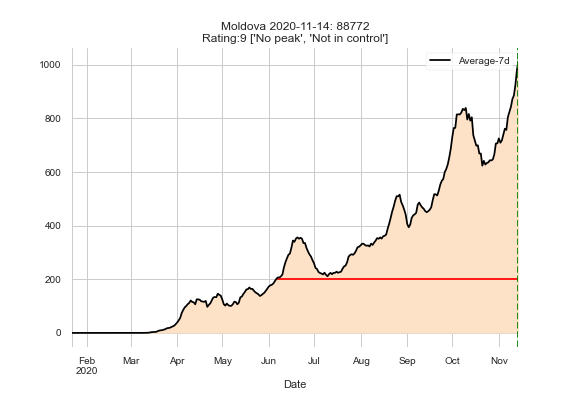 Moldova 2020-11-14: 88772
Rating:9 ['No peak', 'Not in control']
Average-7d
1000
800
600
400
200
0
Feb Mar Apr May Jun Jul Aug Sep Oct Nov
2020
Date